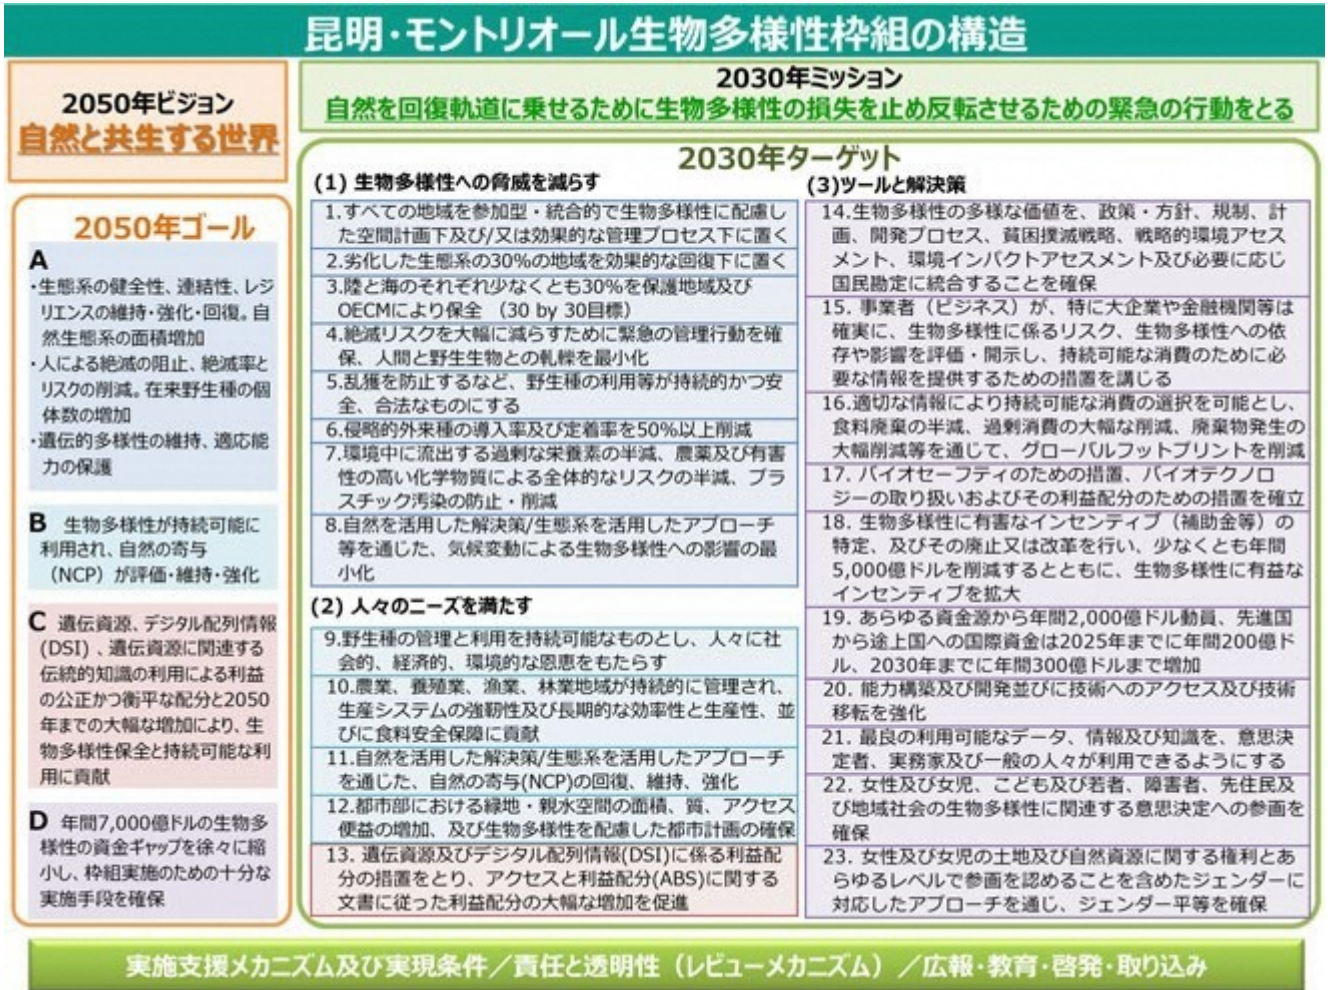 昆明・モントリオール生物多様性枠組の構造
2050年ビジョン
自然と共生する世界
2050年ゴール
A
・生態系の健全性、連結性、レジ
リエンスの維持・強化・回復。自
然生態系の面積増加
・人による絶滅の阻止、絶滅率と
リスクの削減。在来野生種の個
体数の増加
・遺伝的多様性の維持、適応能
力の保護
B 生物多様性が持続可能に
利用され、自然の寄与
（NCP）が評価・維持・強化
C 遺伝資源、デジタル配列情報
(DSI) 、遺伝資源に関連する
伝統的知識の利用による利益
の公正かつ衡平な配分と2050
年までの大幅な増加により、生
物多様性保全と持続可能な利
用に貢献
D 年間7,000億ドルの生物多
様性の資金ギャップを徐々に縮
小し、枠組実施のための十分な
実施手段を確保
2030年ミッション
自然を回復軌道に乗せるために生物多様性の損失を止め反転させるための緊急の行動をとる
2030年ターゲット
(1) 生物多様性への脅威を減らす
1.すべての地域を参加型・統合的で生物多様性に配慮し
た空間計画下及び/又は効果的な管理プロセス下に置く
2.劣化した生態系の30%の地域を効果的な回復下に置く
3.陸と海のそれぞれ少なくとも30%を保護地域及び
OECMにより保全 （30 by 30目標）
4.絶滅リスクを大幅に減らすために緊急の管理行動を確
保、人間と野生生物との軋轢を最小化
5.乱獲を防止するなど、野生種の利用等が持続的かつ安
全、合法なものにする
6.侵略的外来種の導入率及び定着率を50%以上削減
7.環境中に流出する過剰な栄養素の半減、農薬及び有害
性の高い化学物質による全体的なリスクの半減、プラ
スチック汚染の防止・削減
8.自然を活用した解決策/生態系を活用したアプローチ
等を通じた、気候変動による生物多様性への影響の最
小化
(2) 人々のニーズを満たす
9.野生種の管理と利用を持続可能なものとし、人々に社
会的、経済的、環境的な恩恵をもたらす
10.農業、養殖業、漁業、林業地域が持続的に管理され、
生産システムの強靭性及び長期的な効率性と生産性、並
びに食料安全保障に貢献
11.自然を活用した解決策/生態系を活用したアプローチ
を通じた、自然の寄与(NCP)の回復、維持、強化
12.都市部における緑地・親水空間の面積、質、アクセス
便益の増加、及び生物多様性を配慮した都市計画の確保
13. 遺伝資源及びデジタル配列情報(DSI)に係る利益配
分の措置をとり、アクセスと利益配分(ABS)に関する
文書に従った利益配分の大幅な増加を促進
(3)ツールと解決策
14.生物多様性の多様な価値を、政策・方針、規制、計
画、開発プロセス、貧困撲滅戦略、戦略的環境アセス
メント、環境インパクトアセスメント及び必要に応じ
国民勘定に統合することを確保
15. 事業者（ビジネス）が、特に大企業や金融機関等は
確実に、生物多様性に係るリスク、生物多様性への依
存や影響を評価・開示し、持続可能な消費のために必
要な情報を提供するための措置を講じる
16.適切な情報により持続可能な消費の選択を可能とし、
食料廃棄の半減、過剰消費の大幅な削減、廃棄物発生の
大幅削減等を通じて、グローバルフットプリントを削減
17. バイオセーフティのための措置、バイオテクノロ
ジーの取り扱いおよびその利益配分のための措置を確立
18. 生物多様性に有害なインセンティブ（補助金等）の
特定、及びその廃止又は改革を行い、少なくとも年間
5,000億ドルを削減するとともに、生物多様性に有益な
インセンティブを拡大
19. あらゆる資金源から年間2,000億ドル動員、先進国
から途上国への国際資金は2025年までに年間200億ド
ル、2030年までに年間300億ドルまで増加
20. 能力構築及び開発並びに技術へのアクセス及び技術
移転を強化
21. 最良の利用可能なデータ、情報及び知識を、意思決
定者、実務家及び一般の人々が利用できるようにする
22. 女性及び女児、こども及び若者、障害者、先住民及
び地域社会の生物多様性に関連する意思決定への参画を
確保
23. 女性及び女児の土地及び自然資源に関する権利とあ
らゆるレベルで参画を認めることを含めたジェンダーに
対応したアプローチを通じ、ジェンダー平等を確保
実施支援メカニズム及び実現条件／責任と透明性（レビューメカニズム）／広報・教育・啓発・取り込み